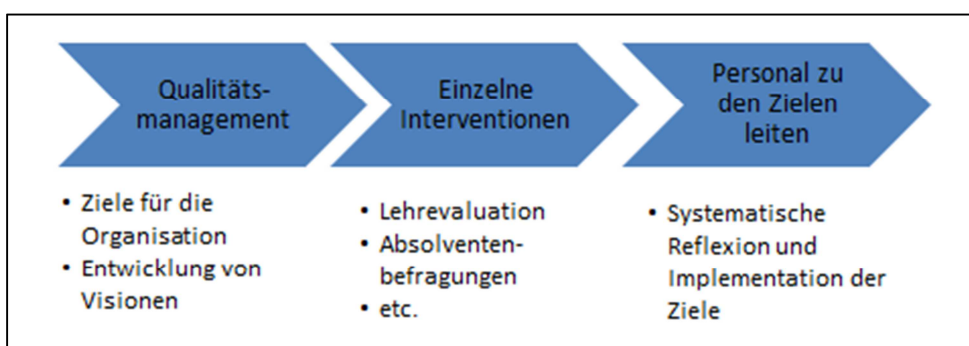 Qualitäts-
management
Einzelne
Interventionen
Personal zu
den Zielen
leiten
• Ziele für die
Organisation
• Entwicklung von
Visionen
• Lehrevaluation
• Absolventen-
befragungen
• etc.
• Systematische
Reflexion und
Implementation der
Ziele